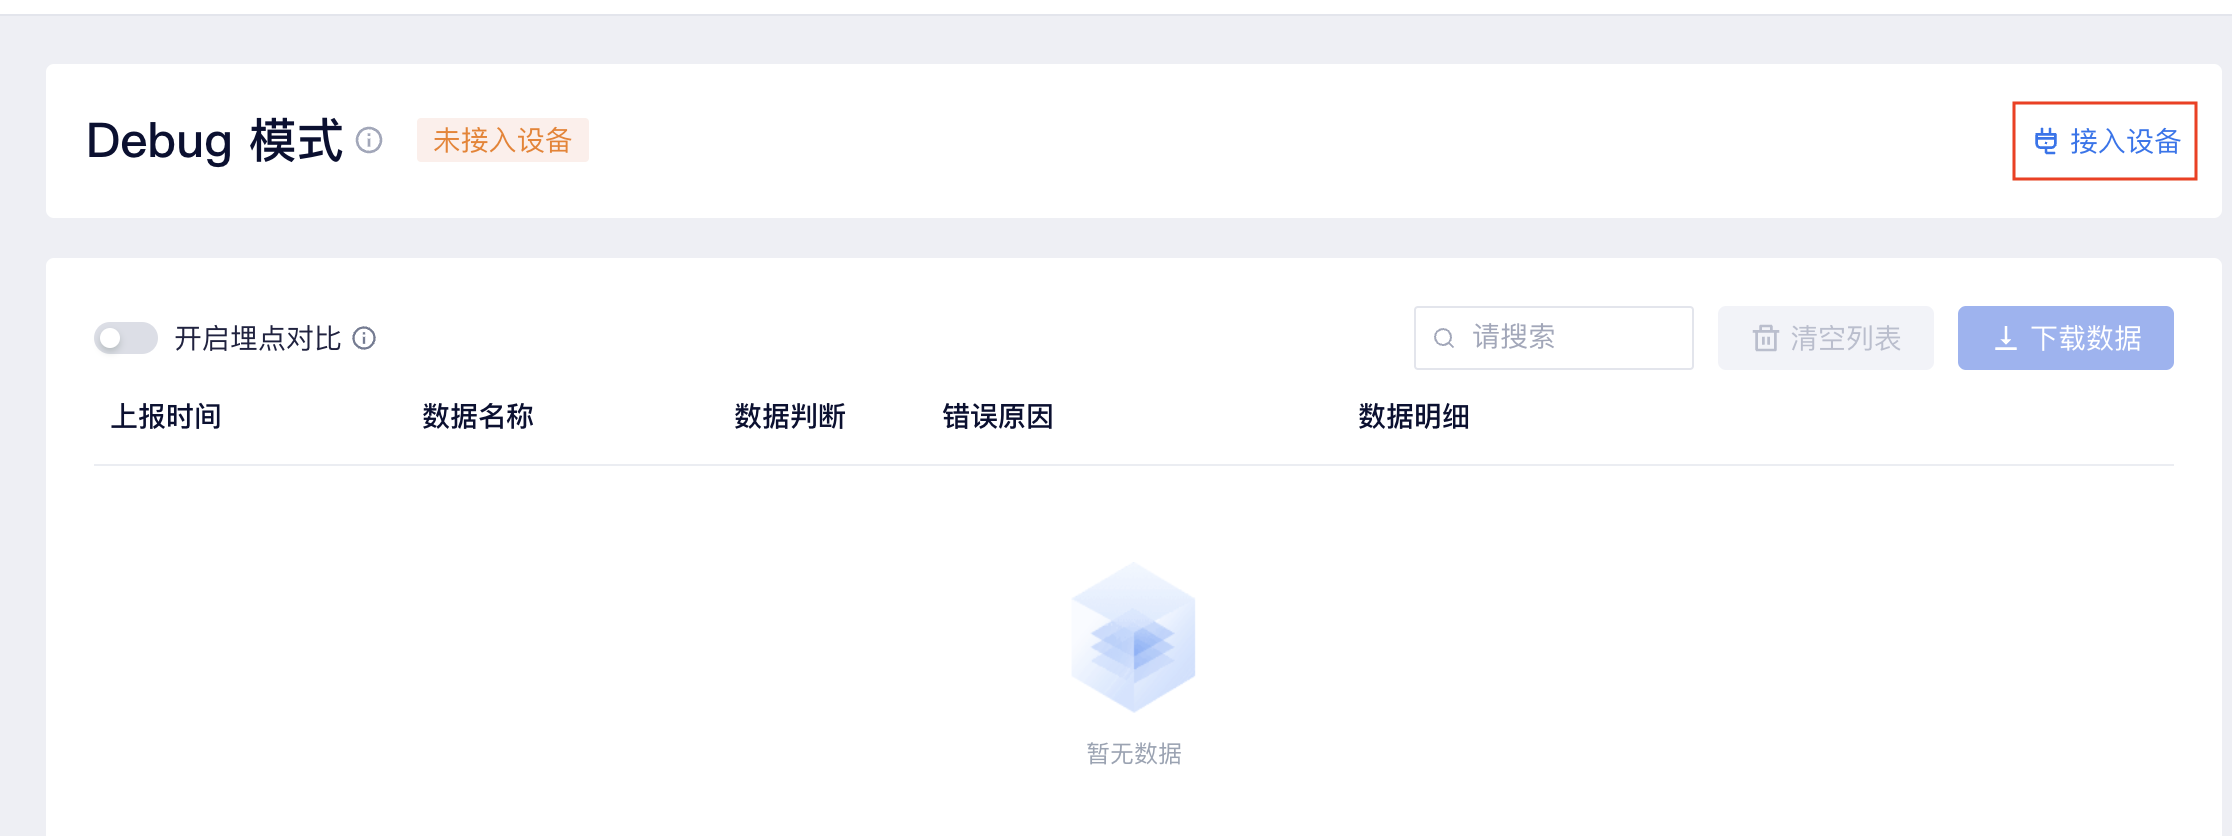 Debug 模式 未接入设备 接入设备
开启埋点对比 请搜索 清空列表 下载数据
上报时间 数据名称 数据判断 错误原因 数据明细
暂无数据